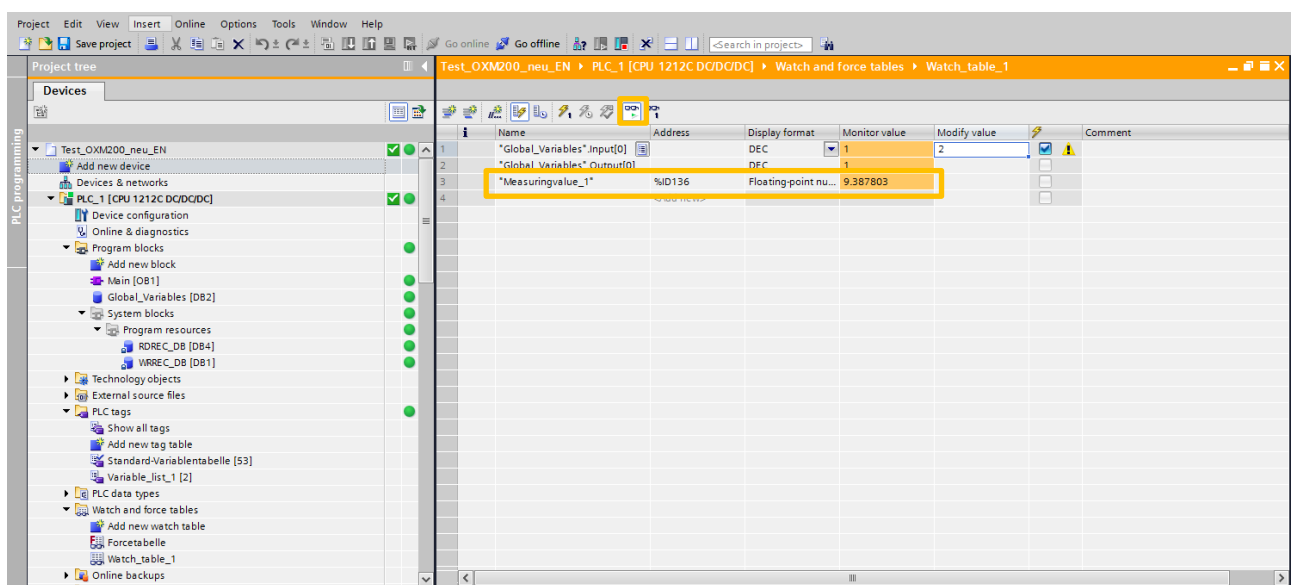 Project Edit View Insert Online Options Tools Window Help
Save project Go online Go offline <Search in project>
Project tree
Test_OXM200_neu_EN PLC_1 [CPU 1212C DC/DC/DC] Watch and force tables Watch_table_1
Devices
PLC programming
i Name Address Display format Monitor value Modify value Comment
Test_OXM200_neu_EN
1 "Global_Variables".Input[0] DEC 1 2
Add new device
2 "Global_Variables".Output[0] DEC 1
Devices & networks
3 "Measuringvalue_1" %ID136 Floating-point nu... 9.387803
PLC_1 [CPU 1212C DC/DC/DC]
4 <Add new>
Device configuration
Online & diagnostics
Program blocks
Add new block
Main [OB1]
Global_Variables [DB2]
System blocks
Program resources
RDREC_DB [DB4]
WRREC_DB [DB1]
Technology objects
External source files
PLC tags
Show all tags
Add new tag table
Standard-Variablentabelle [53]
Variable_list_1 [2]
PLC data types
Watch and force tables
Add new watch table
Forcetabelle
Watch_table_1
Online backups